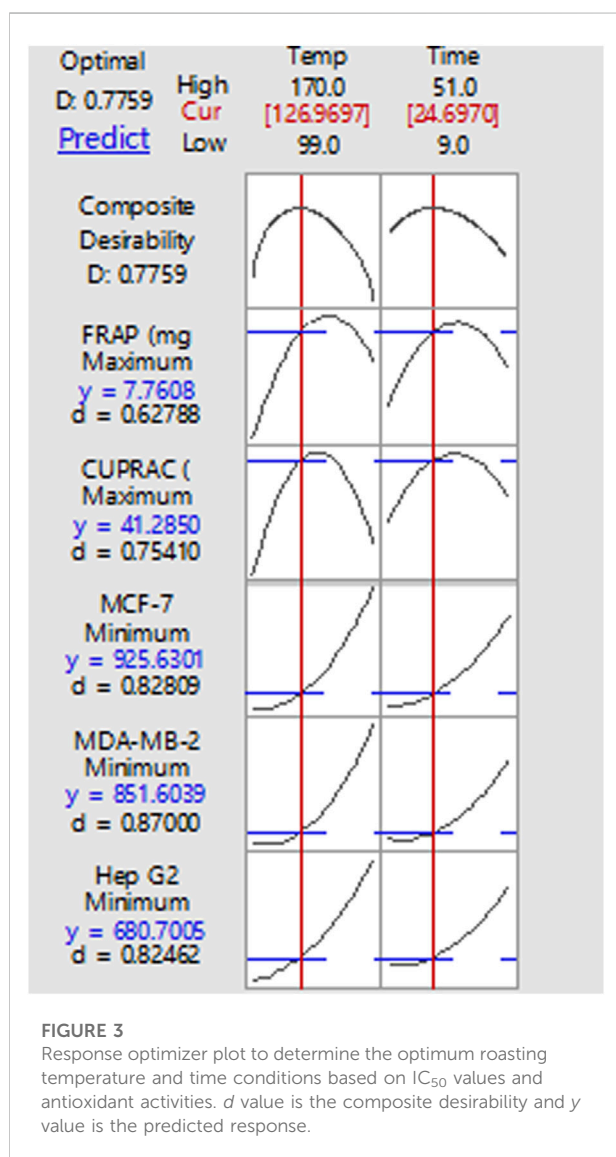 Optimal
D: 0.7759
Predict
High
Cur
Low
Temp
170.0
[126.9697]
99.0
Time
51.0
[24.6970]
9.0
Composite
Desirability
D: 0.7759
FRAP (mg
Maximum
y = 7.7608
d = 0.62788
CUPRAC (
Maximum
y = 41.2850
d = 0.75410
MCF-7
Minimum
y = 925.6301
d = 0.82809
MDA-MB-2
Minimum
y = 851.6039
d = 0.87000
Hep G2
Minimum
y = 680.7005
d = 0.82462
FIGURE 3
Response optimizer plot to determine the optimum roasting
temperature and time conditions based on IC₅₀ values and
antioxidant activities. d value is the composite desirability and y
value is the predicted response.